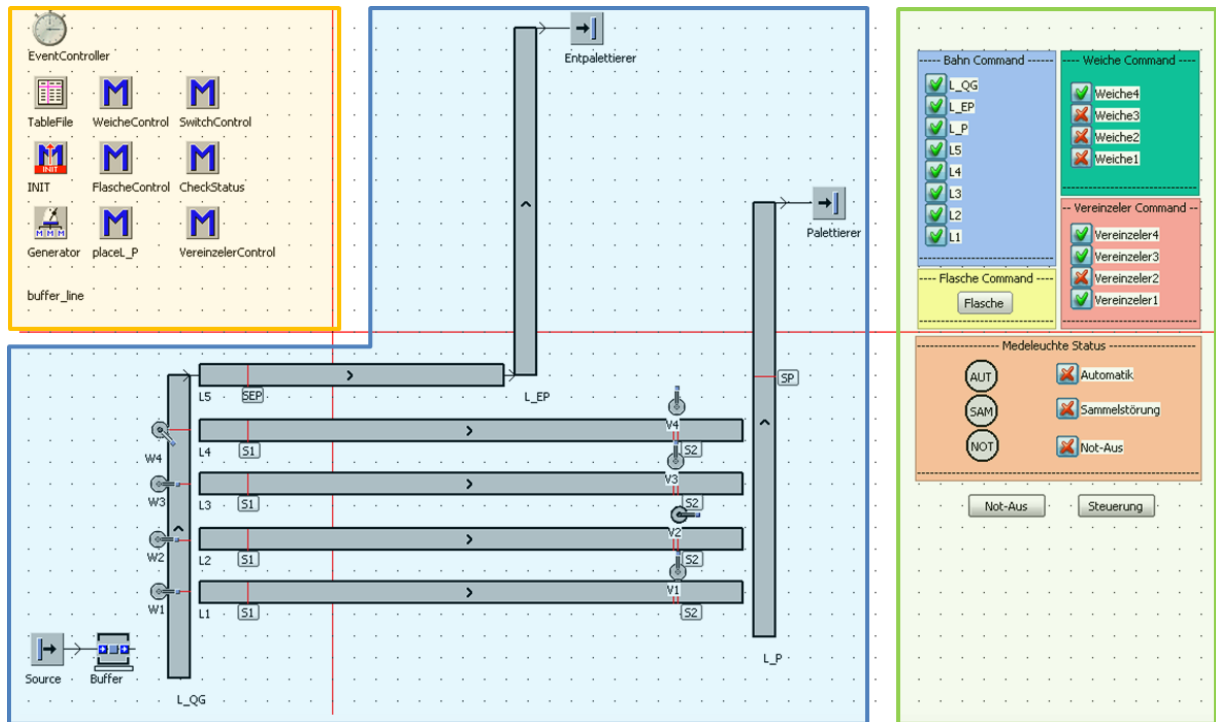 EventController
TableFile
WeicheControl
SwitchControl
INIT
INIT
FlascheControl
CheckStatus
Generator
placeL_P
VereinzelerControl
buffer_line
Entpalettierer
Palettierer
L5
SEP
L_EP
SP
W4
L4
S1
V4
S2
W3
L3
S1
V3
S2
W2
L2
S1
V2
S2
W1
L1
S1
V1
S2
Source
Buffer
L_QG
L_P
Bahn Command
L_QG
L_EP
L_P
L5
L4
L3
L2
L1
Weiche Command
Weiche4
Weiche3
Weiche2
Weiche1
Vereinzeler Command
Vereinzeler4
Vereinzeler3
Vereinzeler2
Vereinzeler1
Flasche Command
Flasche
Medeleuchte Status
AUT
Automatik
SAM
Sammelstörung
NOT
Not-Aus
Not-Aus
Steuerung